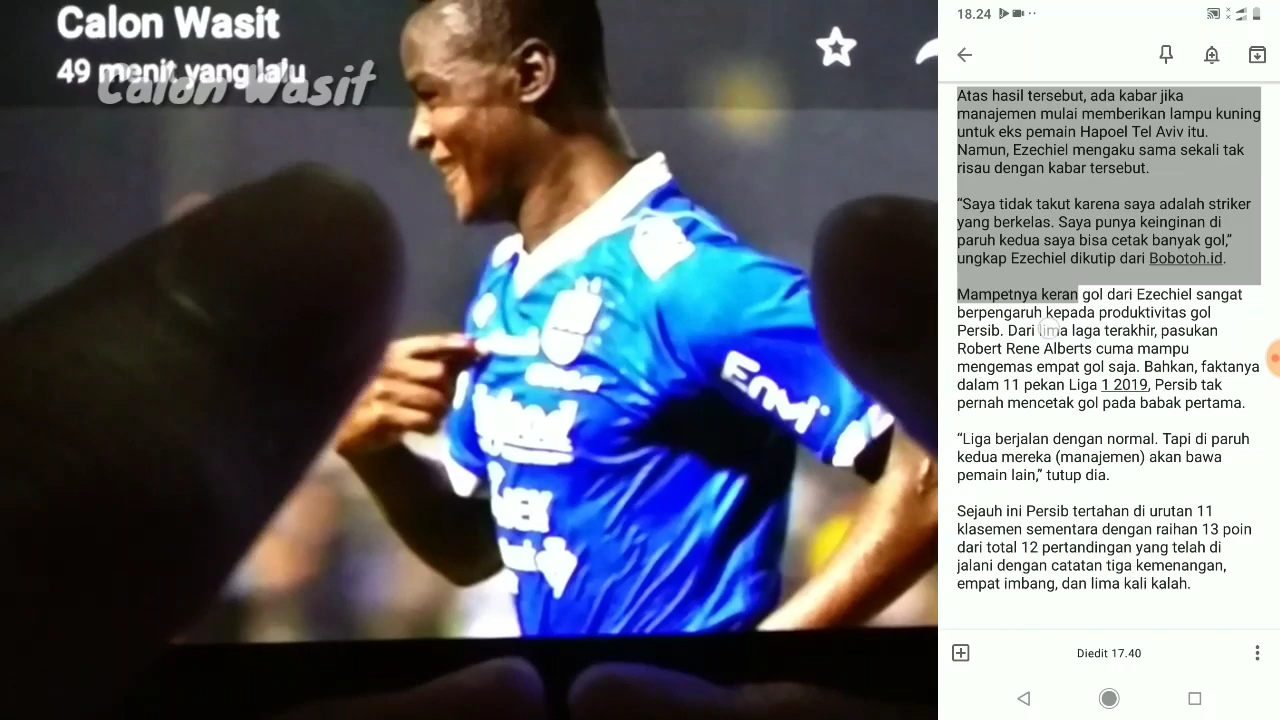 Calon Wasit
49 menit yang lalu
Calon Wasit
Envi
18.24
Atas hasil tersebut, ada kabar jika
manajemen mulai memberikan lampu kuning
untuk eks pemain Hapoel Tel Aviv itu.
Namun, Ezechiel mengaku sama sekali tak
risau dengan kabar tersebut.
“Saya tidak takut karena saya adalah striker
yang berkelas. Saya punya keinginan di
paruh kedua saya bisa cetak banyak gol,”
ungkap Ezechiel dikutip dari Bobotoh.id.
Mampetnya keran gol dari Ezechiel sangat
berpengaruh kepada produktivitas gol
Persib. Dari lima laga terakhir, pasukan
Robert Rene Alberts cuma mampu
mengemas empat gol saja. Bahkan, faktanya
dalam 11 pekan Liga 1 2019, Persib tak
pernah mencetak gol pada babak pertama.
“Liga berjalan dengan normal. Tapi di paruh
kedua mereka (manajemen) akan bawa
pemain lain,” tutup dia.
Sejauh ini Persib tertahan di urutan 11
klasemen sementara dengan raihan 13 poin
dari total 12 pertandingan yang telah di
jalani dengan catatan tiga kemenangan,
empat imbang, dan lima kali kalah.
Diedit 17.40